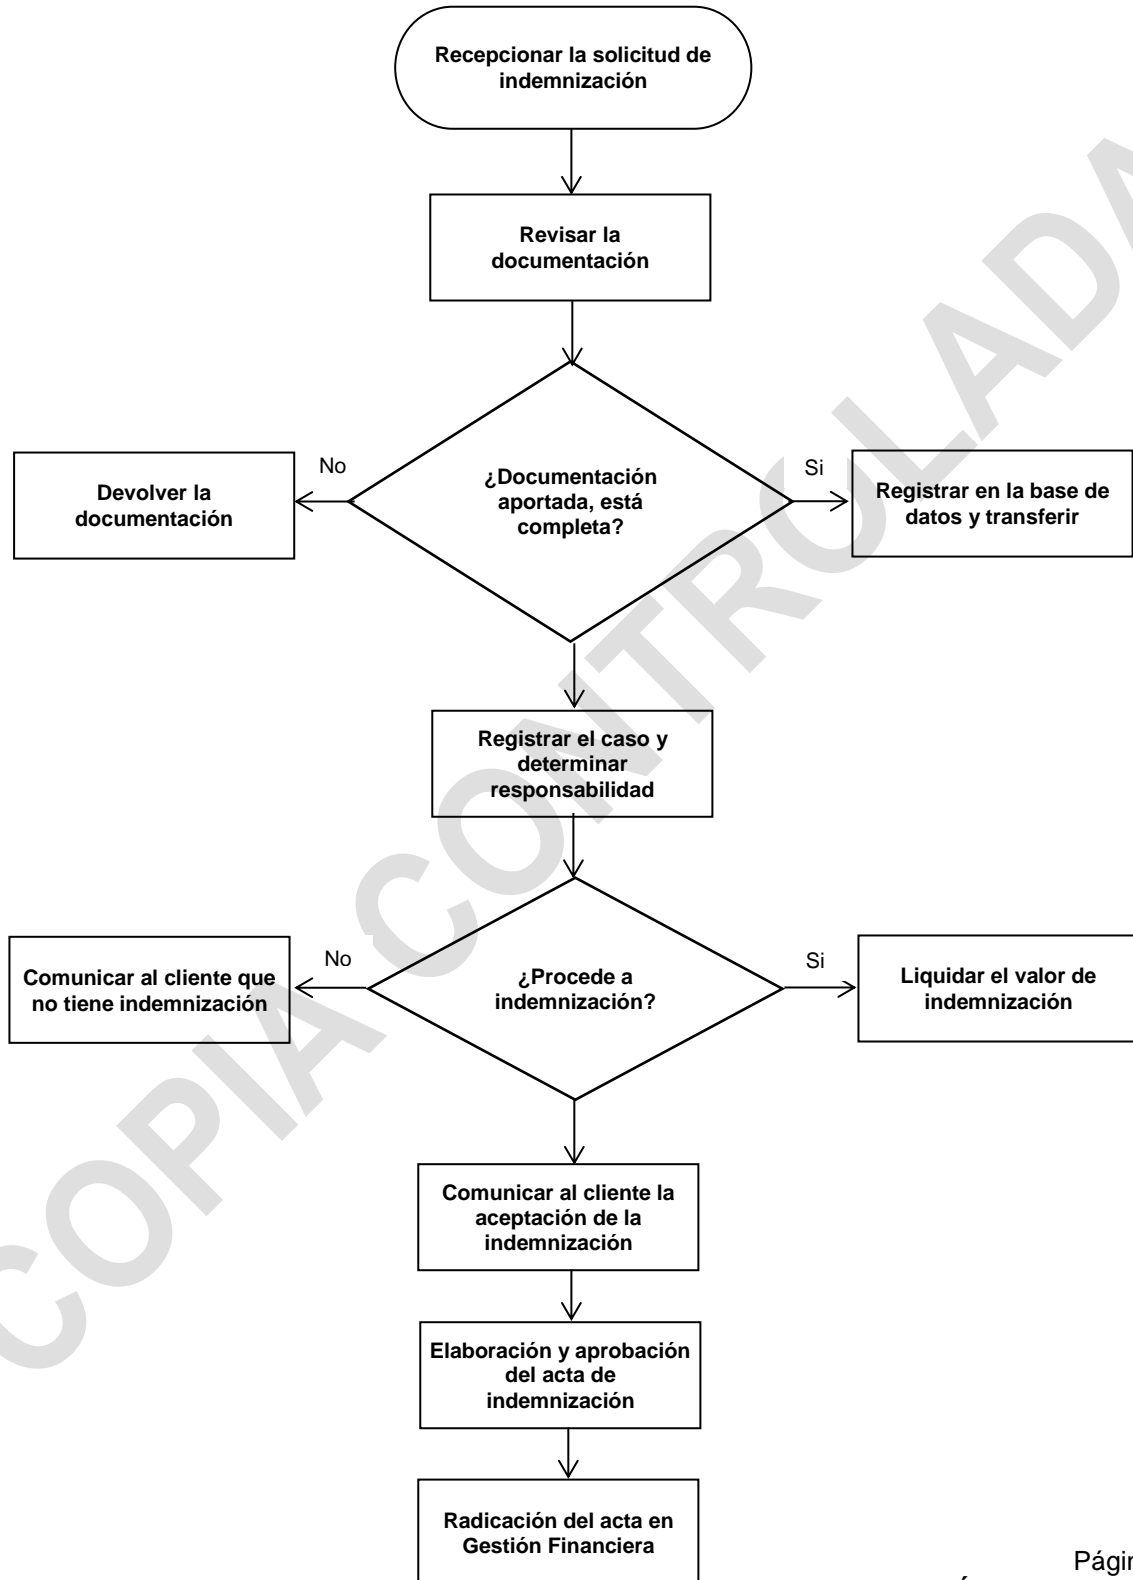 Recepcionar la solicitud de
indemnización
Revisar la
documentación
¿Documentación
aportada, está
completa?
No
Si
Devolver la
documentación
Registrar en la base de
datos y transferir
Registrar el caso y
determinar
responsabilidad
¿Procede a
indemnización?
No
Si
Comunicar al cliente que
no tiene indemnización
Liquidar el valor de
indemnización
Comunicar al cliente la
aceptación de la
indemnización
Elaboración y aprobación
del acta de
indemnización
Radicación del acta en
Gestión Financiera
COPIA CONTROLADA